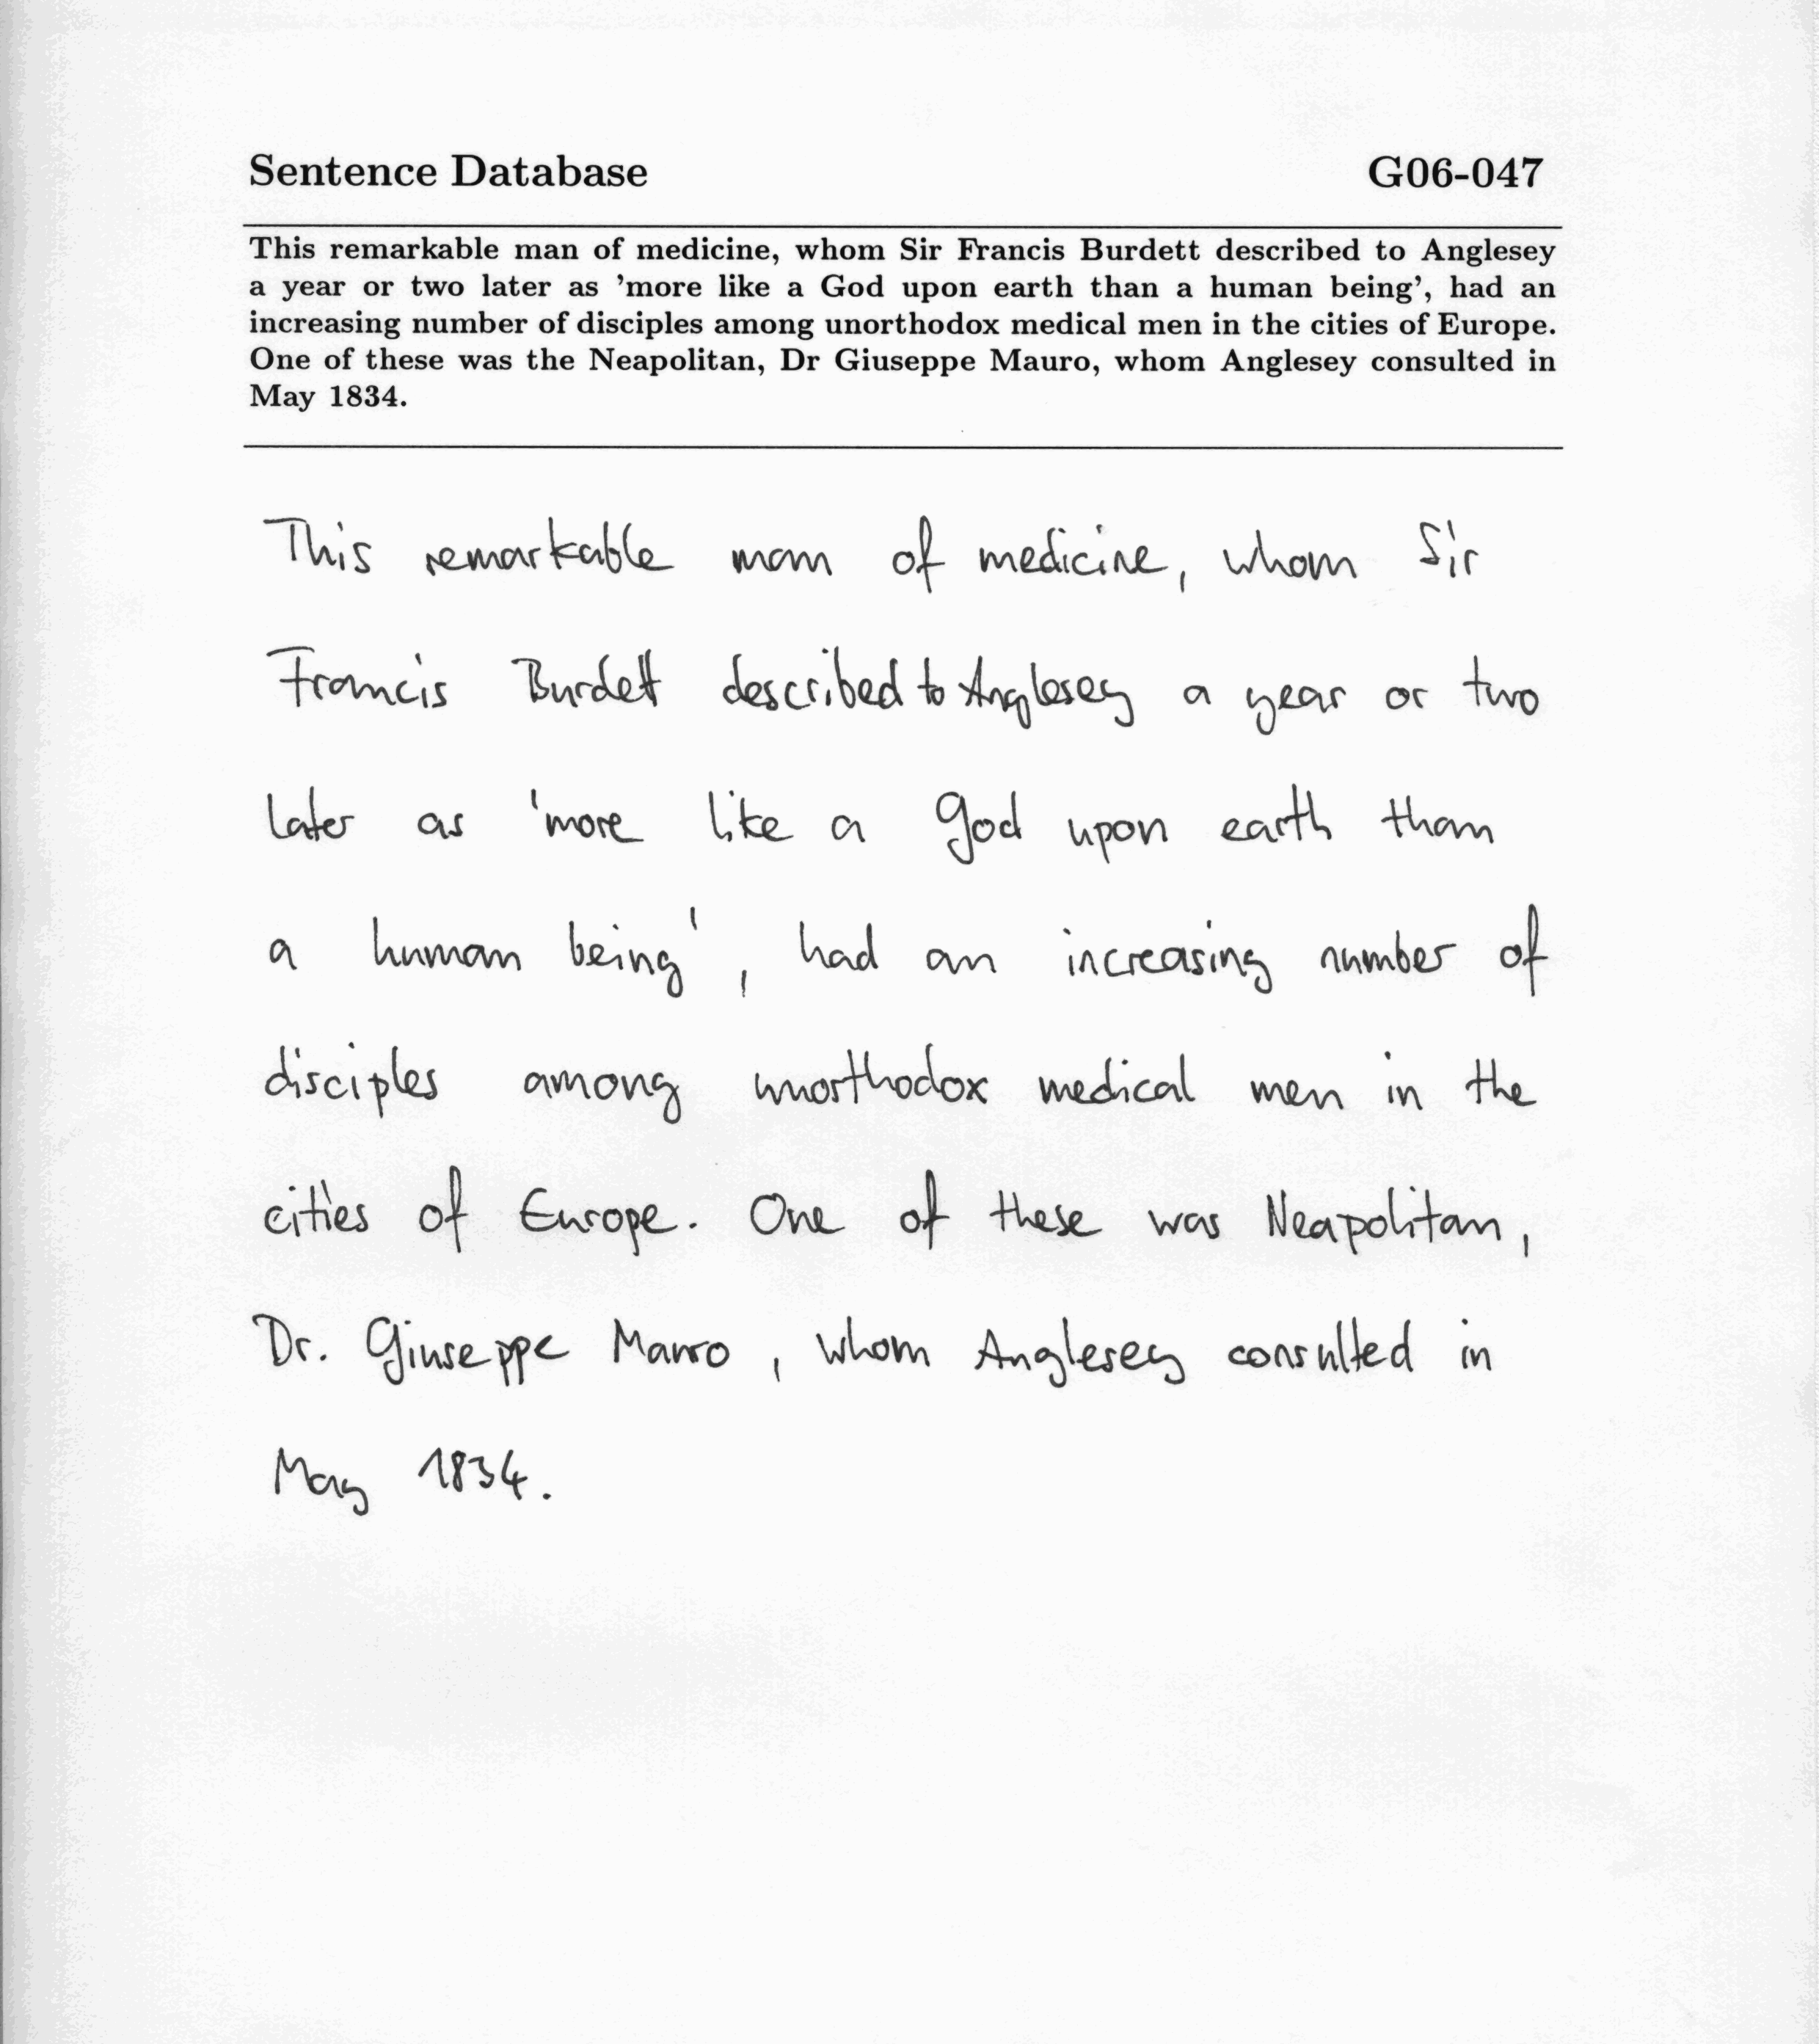 Sentence Database G06-047
This remarkable man of medicine, whom Sir Francis Burdett described to Anglesey
a year or two later as 'more like a God upon earth than a human being', had an
increasing number of disciples among unorthodox medical men in the cities of Europe.
One of these was the Neapolitan, Dr Giuseppe Mauro, whom Anglesey consulted in
May 1834.
This remarkable man of medicine, whom Sir
Francis Burdett described to Anglesey a year or two
later as 'more like a God upon earth than
a human being', had an increasing number of
disciples among unorthodox medical men in the
cities of Europe. One of these was Neapolitan,
Dr. Giuseppe Mauro, whom Anglesey consulted in
May 1834.